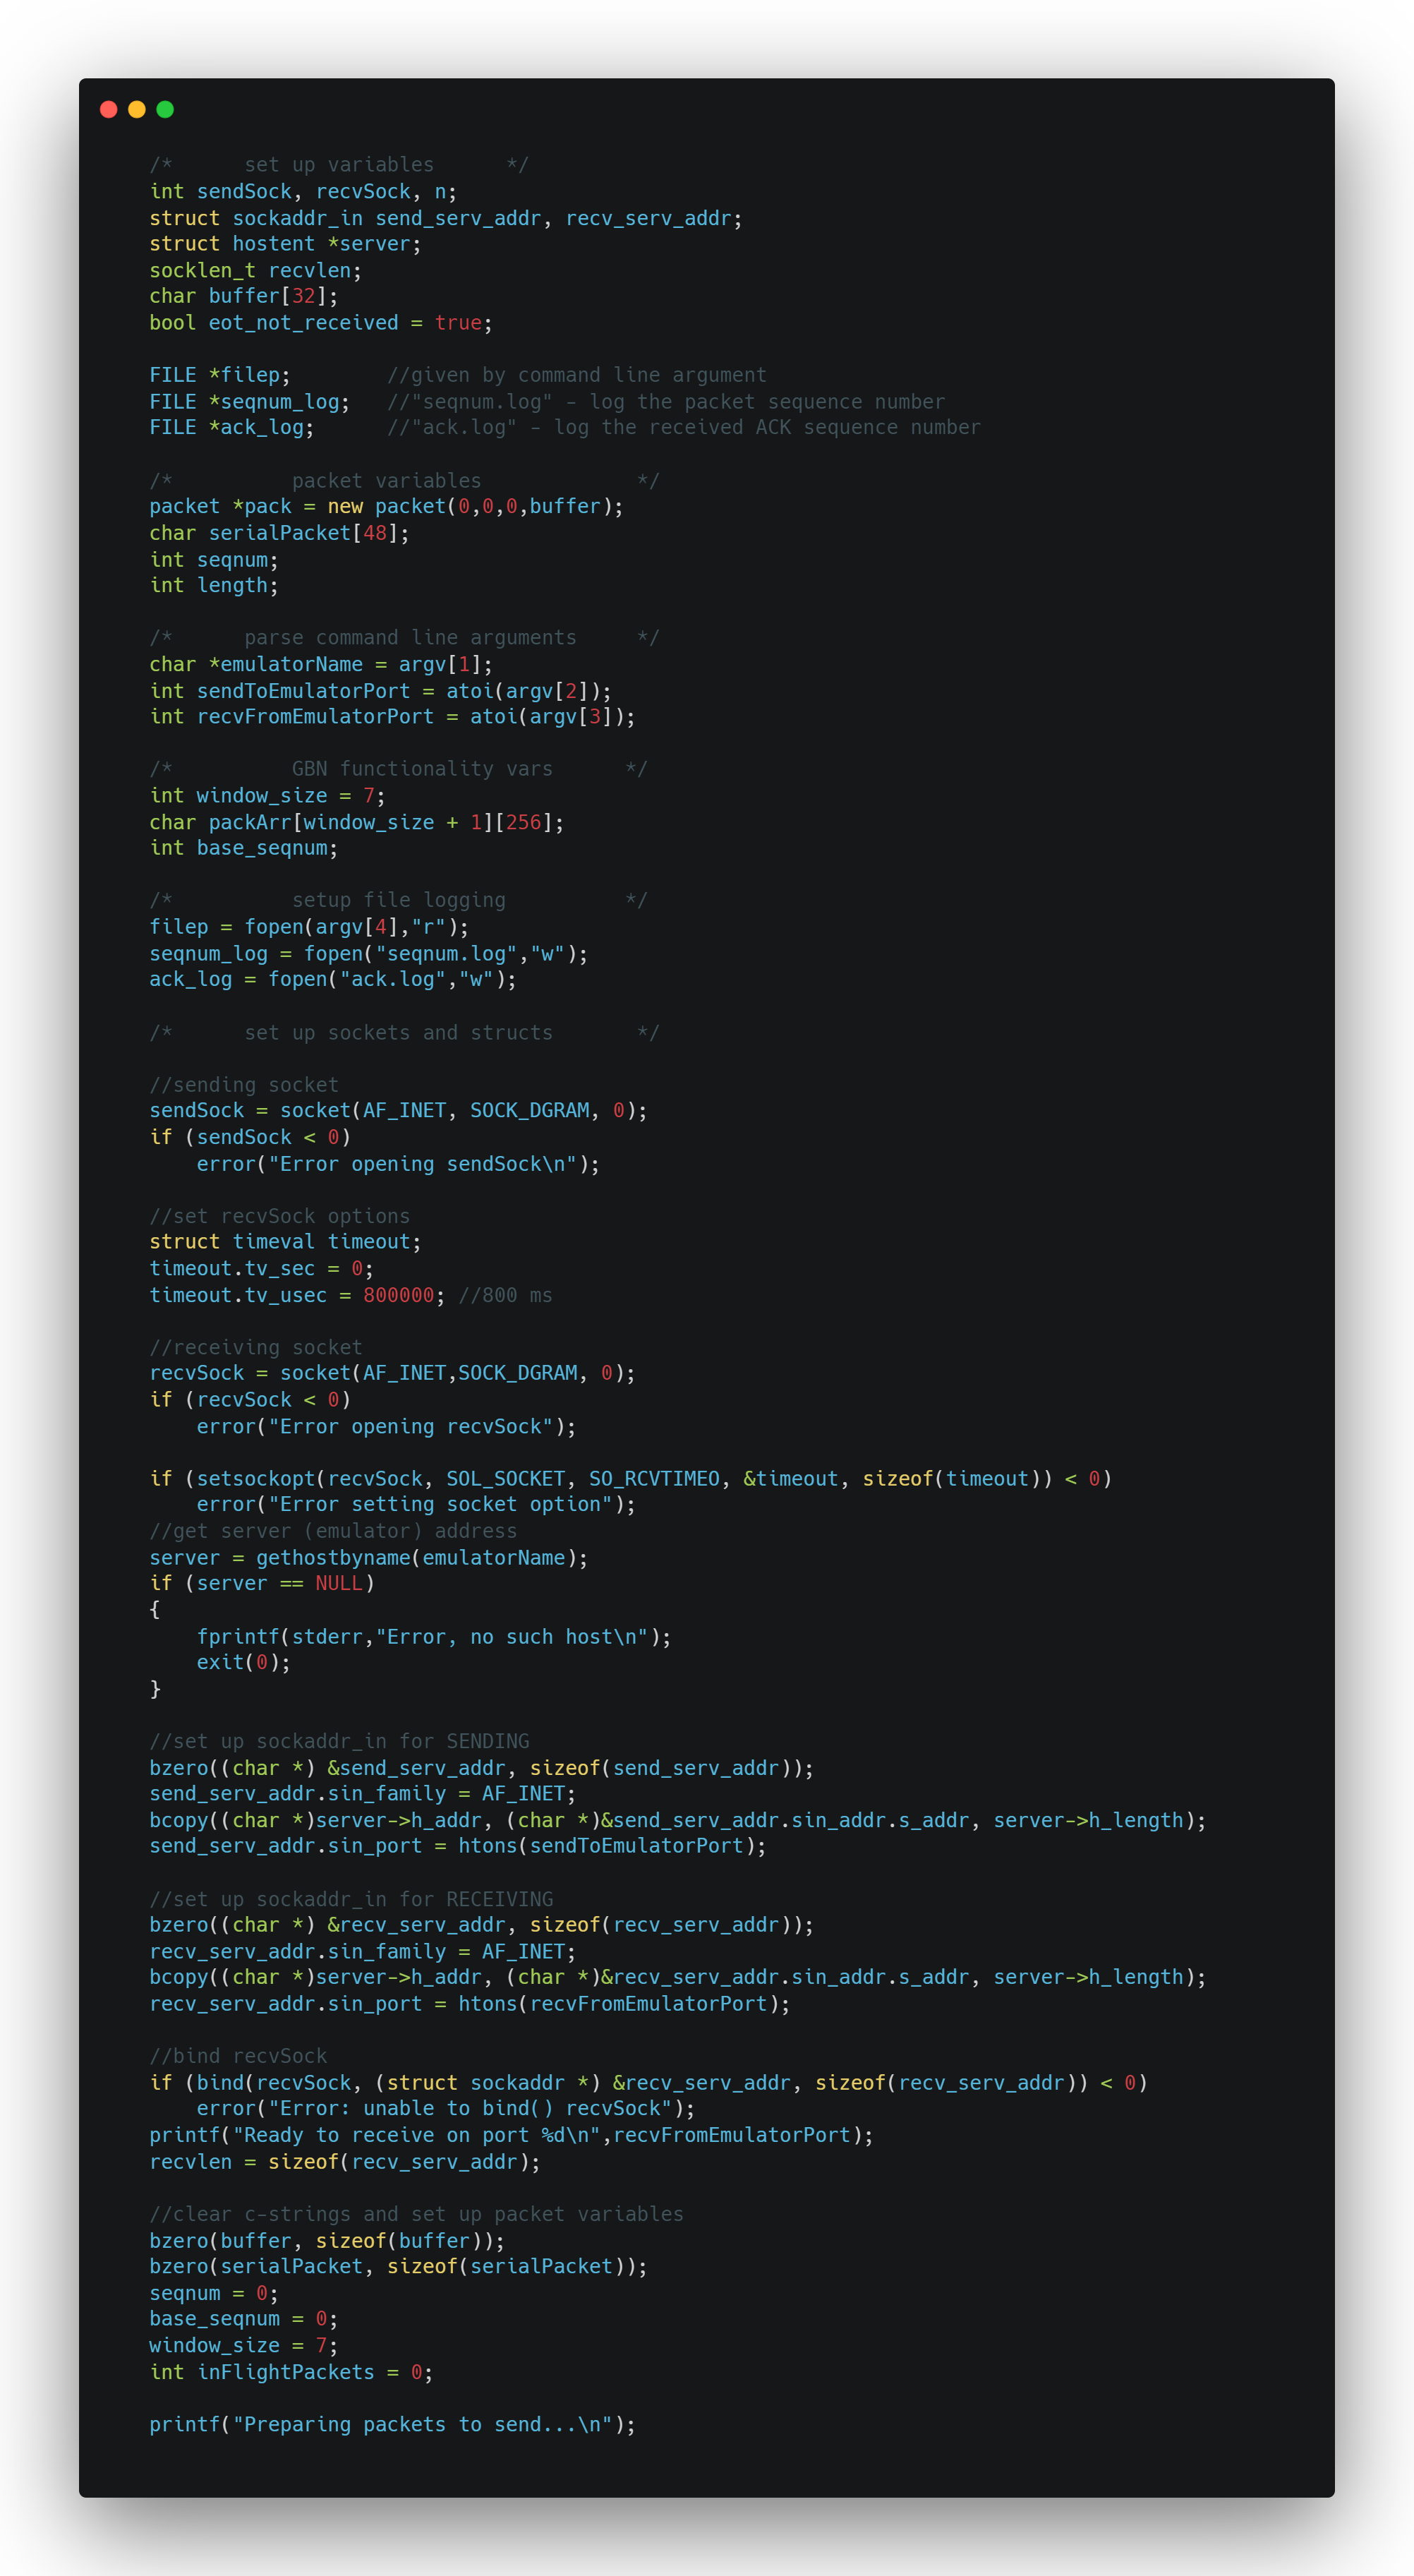 /*      set up variables      */
int sendSock, recvSock, n;
struct sockaddr_in send_serv_addr, recv_serv_addr;
struct hostent *server;
socklen_t recvlen;
char buffer[32];
bool eot_not_received = true;

FILE *filep;        //given by command line argument
FILE *seqnum_log;   //"seqnum.log" - log the packet sequence number
FILE *ack_log;      //"ack.log" - log the received ACK sequence number

/*          packet variables             */
packet *pack = new packet(0,0,0,buffer);
char serialPacket[48];
int seqnum;
int length;

/*      parse command line arguments     */
char *emulatorName = argv[1];
int sendToEmulatorPort = atoi(argv[2]);
int recvFromEmulatorPort = atoi(argv[3]);

/*          GBN functionality vars      */
int window_size = 7;
char packArr[window_size + 1][256];
int base_seqnum;

/*          setup file logging          */
filep = fopen(argv[4],"r");
seqnum_log = fopen("seqnum.log","w");
ack_log = fopen("ack.log","w");

/*      set up sockets and structs       */

//sending socket
sendSock = socket(AF_INET, SOCK_DGRAM, 0);
if (sendSock < 0)
    error("Error opening sendSock\n");

//set recvSock options
struct timeval timeout;
timeout.tv_sec = 0;
timeout.tv_usec = 800000; //800 ms

//receiving socket
recvSock = socket(AF_INET,SOCK_DGRAM, 0);
if (recvSock < 0)
    error("Error opening recvSock");

if (setsockopt(recvSock, SOL_SOCKET, SO_RCVTIMEO, &timeout, sizeof(timeout)) < 0)
    error("Error setting socket option");
//get server (emulator) address
server = gethostbyname(emulatorName);
if (server == NULL)
{
    fprintf(stderr,"Error, no such host\n");
    exit(0);
}

//set up sockaddr_in for SENDING
bzero((char *) &send_serv_addr, sizeof(send_serv_addr));
send_serv_addr.sin_family = AF_INET;
bcopy((char *)server->h_addr, (char *)&send_serv_addr.sin_addr.s_addr, server->h_length);
send_serv_addr.sin_port = htons(sendToEmulatorPort);

//set up sockaddr_in for RECEIVING
bzero((char *) &recv_serv_addr, sizeof(recv_serv_addr));
recv_serv_addr.sin_family = AF_INET;
bcopy((char *)server->h_addr, (char *)&recv_serv_addr.sin_addr.s_addr, server->h_length);
recv_serv_addr.sin_port = htons(recvFromEmulatorPort);

//bind recvSock
if (bind(recvSock, (struct sockaddr *) &recv_serv_addr, sizeof(recv_serv_addr)) < 0)
    error("Error: unable to bind() recvSock");
printf("Ready to receive on port %d\n",recvFromEmulatorPort);
recvlen = sizeof(recv_serv_addr);

//clear c-strings and set up packet variables
bzero(buffer, sizeof(buffer));
bzero(serialPacket, sizeof(serialPacket));
seqnum = 0;
base_seqnum = 0;
window_size = 7;
int inFlightPackets = 0;

printf("Preparing packets to send...\n");